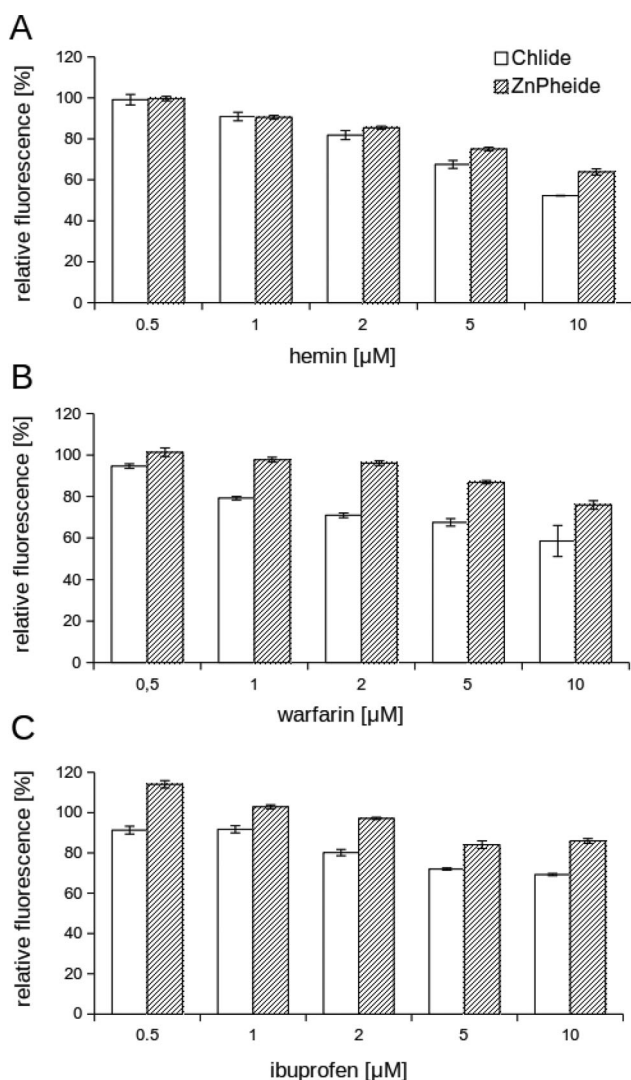 A
relative fluorescence [%]
120
100
80
60
40
20
0
Chlide
ZnPheide
0.5 1 2 5 10
hemin [µM]
B
relative fluorescence [%]
120
100
80
60
40
20
0
0,5 1 2 5 10
warfarin [µM]
C
relative fluorescence [%]
120
100
80
60
40
20
0
0.5 1 2 5 10
ibuprofen [µM]